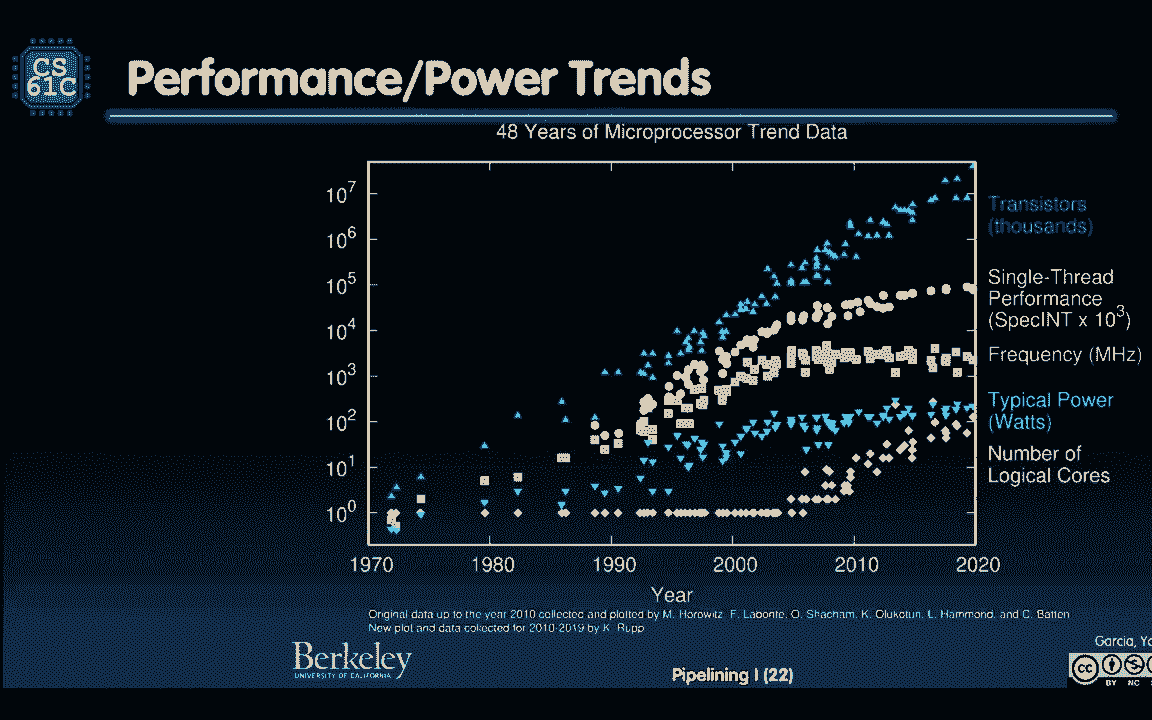 CS
61C
Performance/Power Trends
48 Years of Microprocessor Trend Data
10^7
10^6
10^5
10^4
10^3
10^2
10^1
10^0
Transistors
(thousands)
Single-Thread
Performance
(SpecINT x 10^3)
Frequency (MHz)
Typical Power
(Watts)
Number of
Logical Cores
1970 1980 1990 2000 2010 2020
Year
Original data up to the year 2010 collected and plotted by M. Horowitz, F. Labonte, O. Shacham, K. Olukotun, L. Hammond, and C. Batten
New plot and data collected for 2010-2019 by K. Rupp
Berkeley
UNIVERSITY OF CALIFORNIA
Pipelining I (22)
Garcia,
cc
BY NC